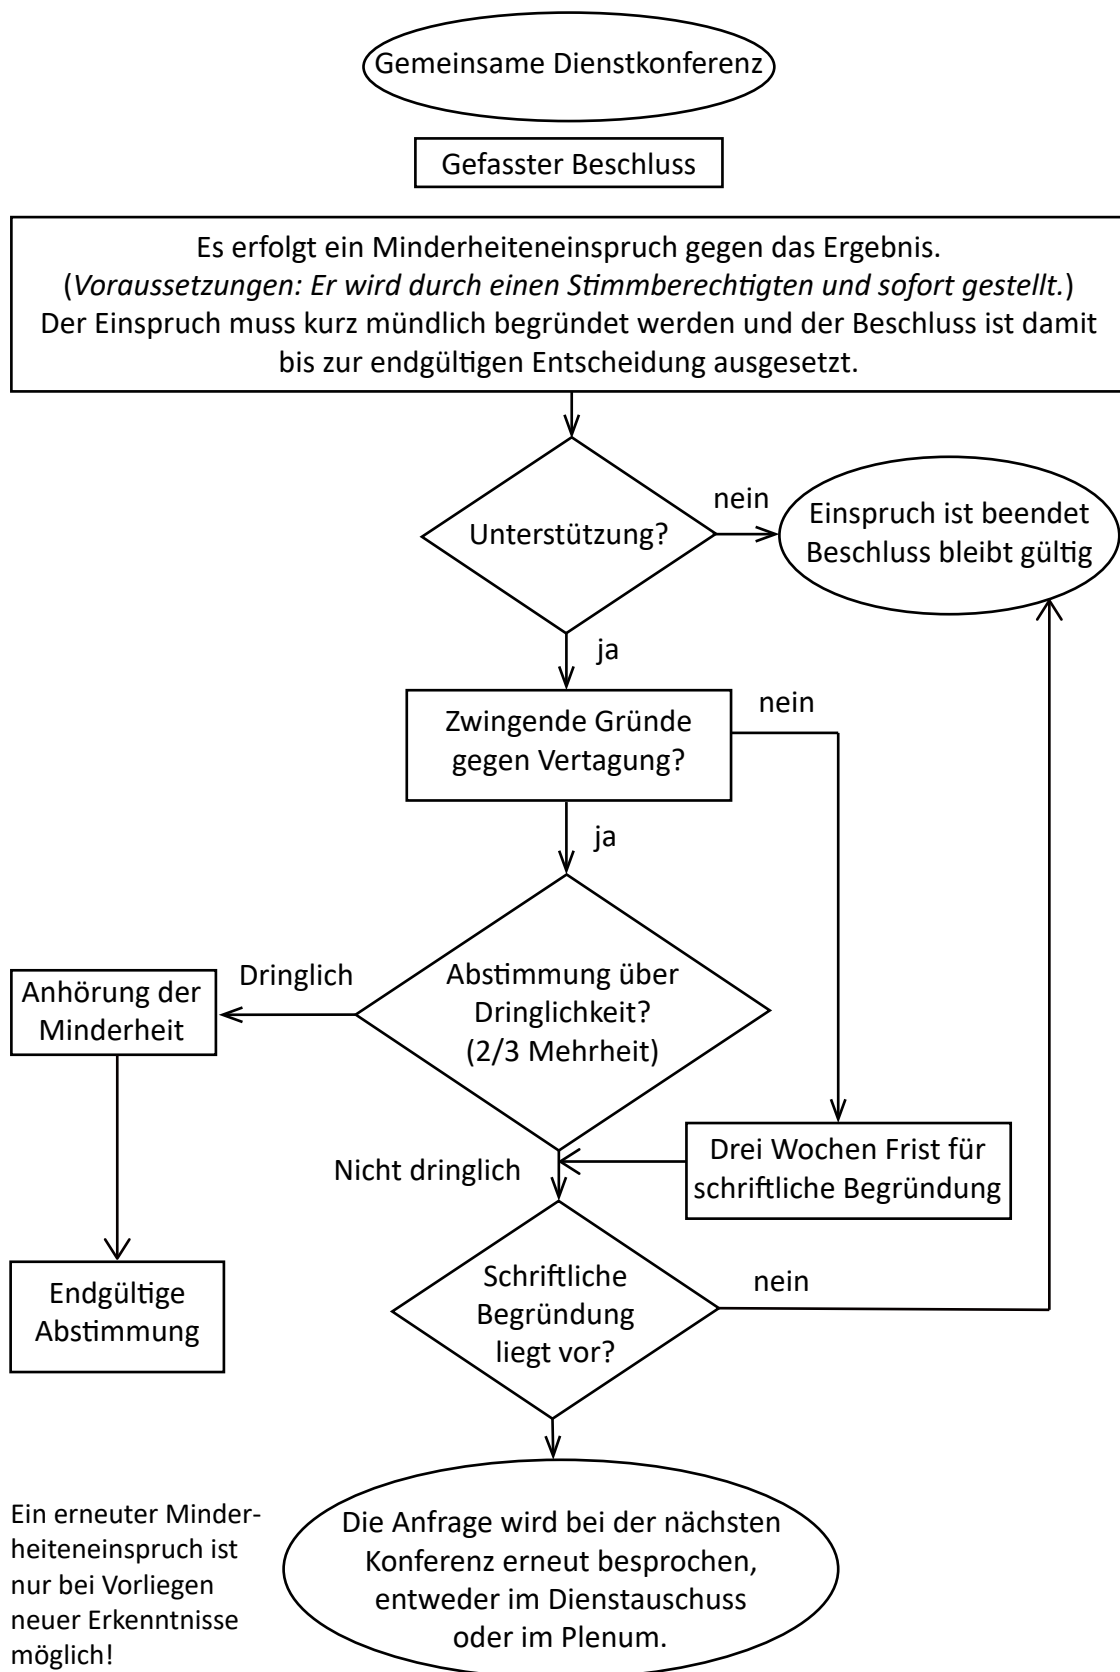 Gemeinsame Dienstkonferenz
Gefasster Beschluss
Es erfolgt ein Minderheiteneinspruch gegen das Ergebnis.
(Voraussetzungen: Er wird durch einen Stimmberechtigten und sofort gestellt.)
Der Einspruch muss kurz mündlich begründet werden und der Beschluss ist damit
bis zur endgültigen Entscheidung ausgesetzt.
Unterstützung?
nein
Einspruch ist beendet
Beschluss bleibt gültig
ja
Zwingende Gründe
gegen Vertagung?
nein
ja
Abstimmung über
Dringlichkeit?
(2/3 Mehrheit)
Dringlich
Anhörung der
Minderheit
Nicht dringlich
Drei Wochen Frist für
schriftliche Begründung
Endgültige
Abstimmung
Schriftliche
Begründung
liegt vor?
nein
Die Anfrage wird bei der nächsten
Konferenz erneut besprochen,
entweder im Dienstauschuss
oder im Plenum.
Ein erneuter Minder-
heiteneinspruch ist
nur bei Vorliegen
neuer Erkenntnisse
möglich!